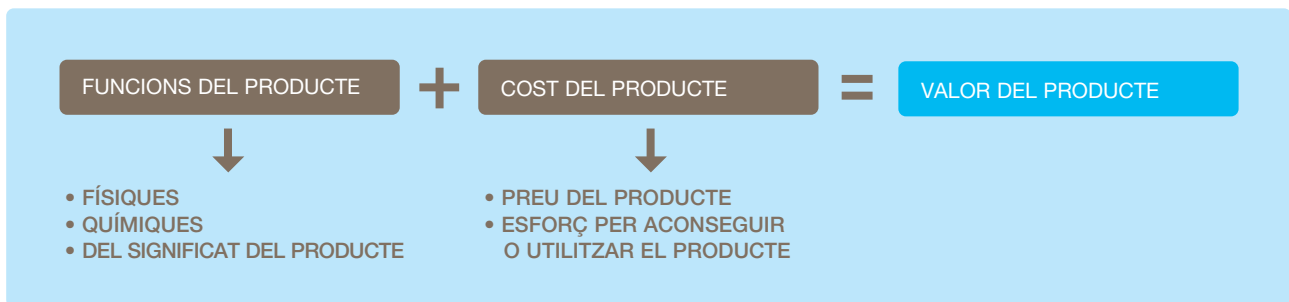 FUNCIONS DEL PRODUCTE + COST DEL PRODUCTE = VALOR DEL PRODUCTE
• FÍSIQUES
• QUÍMIQUES
• DEL SIGNIFICAT DEL PRODUCTE
• PREU DEL PRODUCTE
• ESFORÇ PER ACONSEGUIR
O UTILITZAR EL PRODUCTE